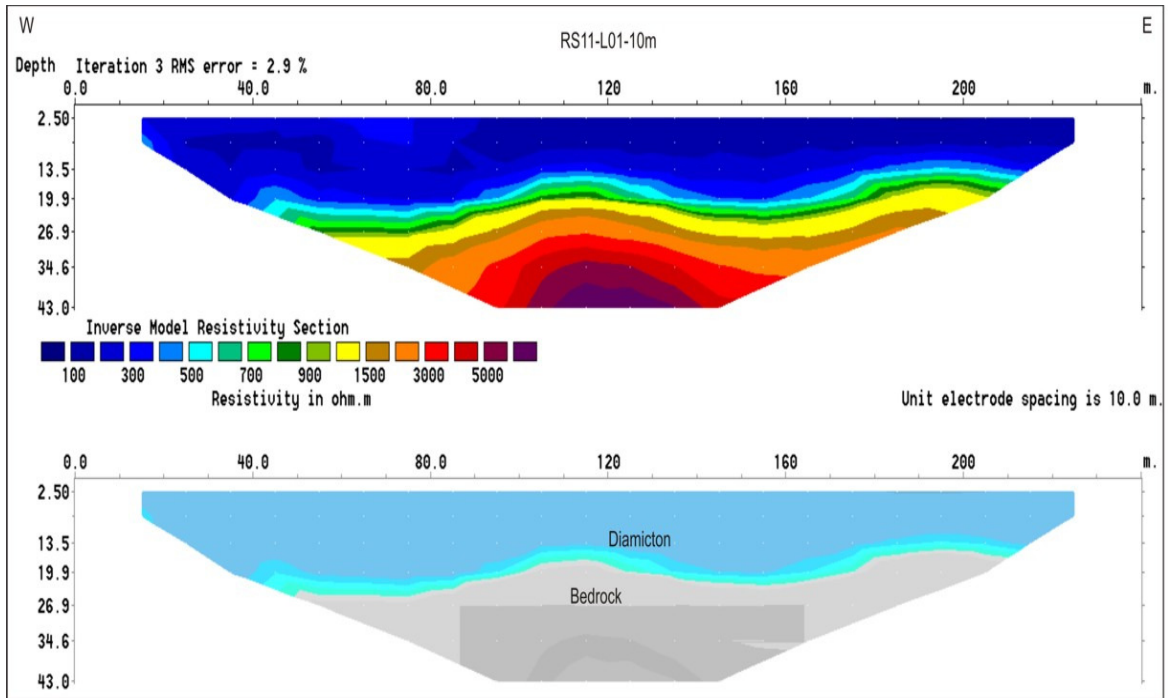 W E
RS11-L01-10m
Depth Iteration 3 RMS error = 2.9 %
0.0 40.0 80.0 120 160 200 m.
2.50
13.5
19.9
26.9
34.6
43.0
Inverse Model Resistivity Section
100 300 500 700 900 1500 3000 5000
Resistivity in ohm.m
Unit electrode spacing is 10.0 m.
0.0 40.0 80.0 120 160 200 m.
2.50
13.5
Diamicton
19.9
Bedrock
26.9
34.6
43.0